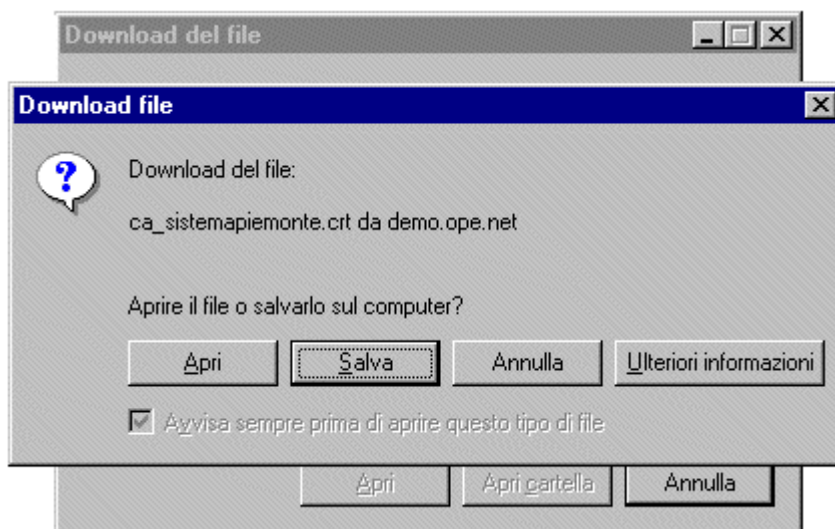 Download del file
Download file
Download del file:
ca_sistemapiemonte.crt da demo.ope.net
Aprire il file o salvarlo sul computer?
Apri Salva Annulla Ulteriori informazioni
Avvisa sempre prima di aprire questo tipo di file
Apri Apri cartella Annulla